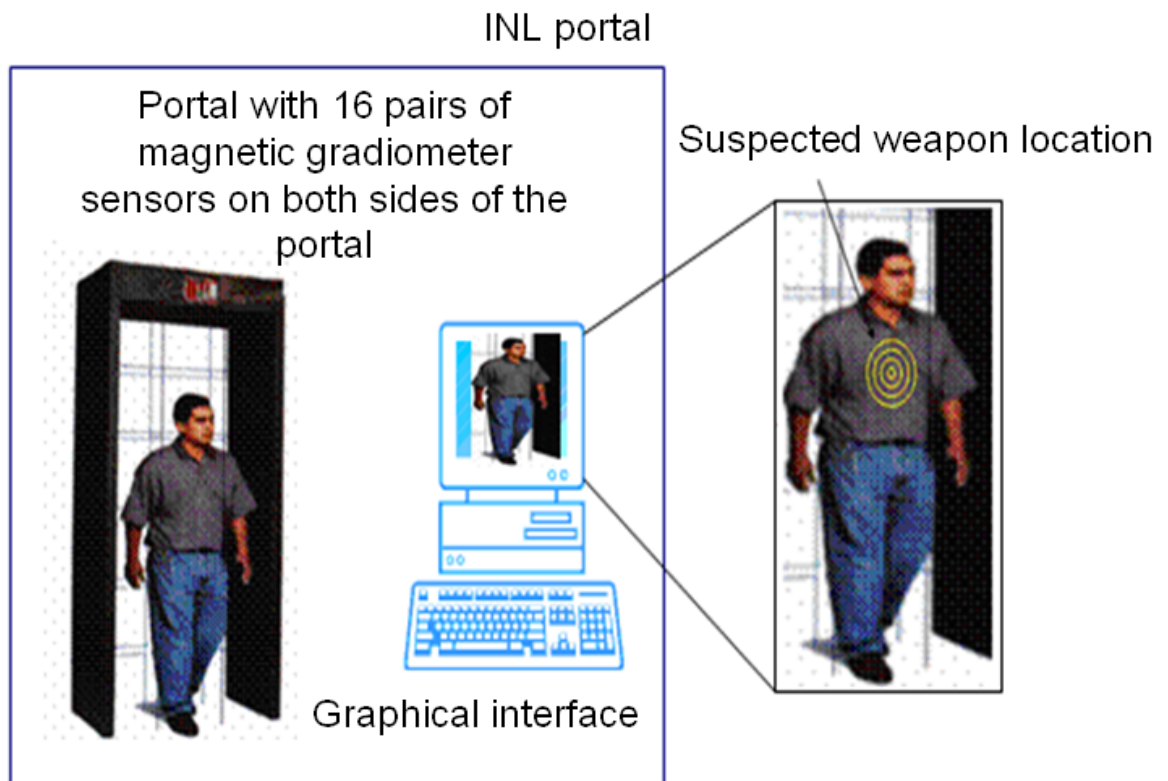 INL portal
Portal with 16 pairs of
magnetic gradiometer
sensors on both sides of the
portal
Suspected weapon location
Graphical interface